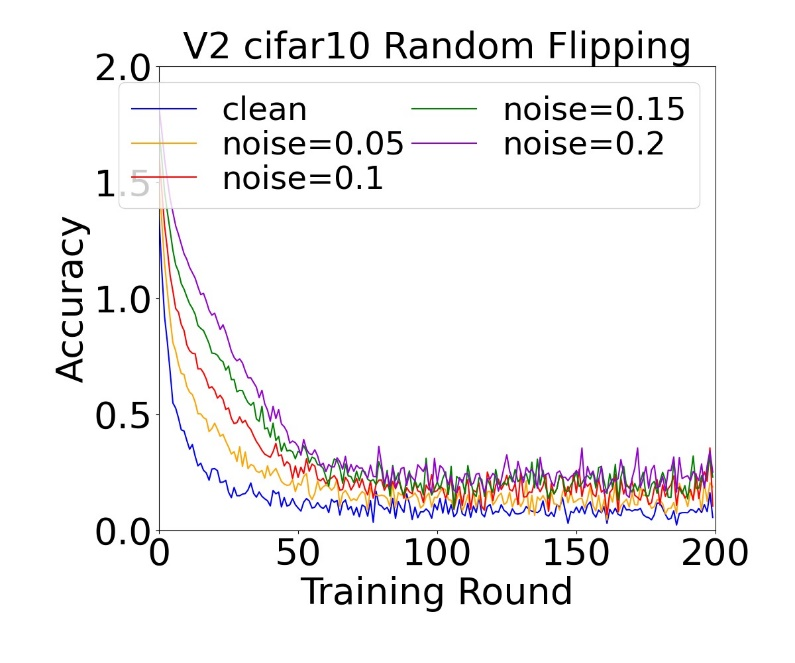 V2 cifar10 Random Flipping
2.0
clean
noise=0.15
noise=0.05
noise=0.2
noise=0.1
1.5
1.0
0.5
0.0
Accuracy
0 50 100 150 200
Training Round